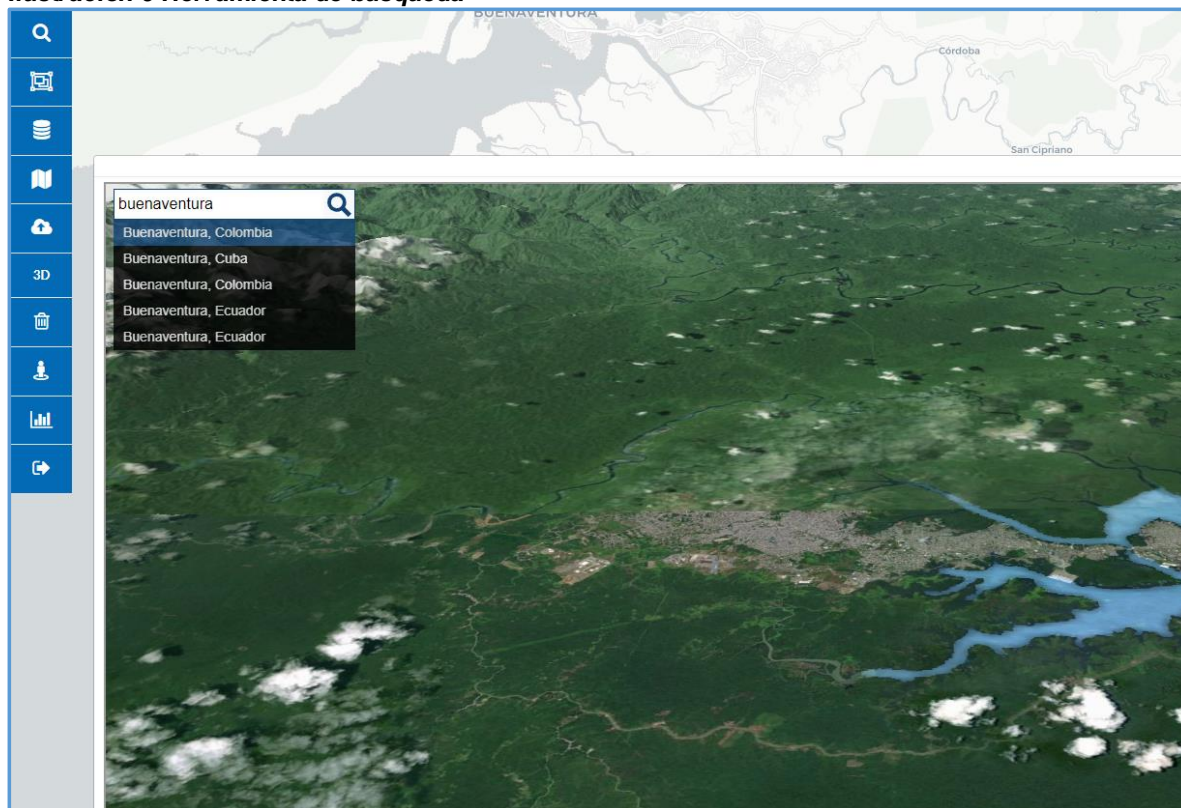 BUENAVENTURA
Córdoba
San Cipriano
buenaventura
Buenaventura, Colombia
Buenaventura, Cuba
Buenaventura, Colombia
Buenaventura, Ecuador
Buenaventura, Ecuador
3D